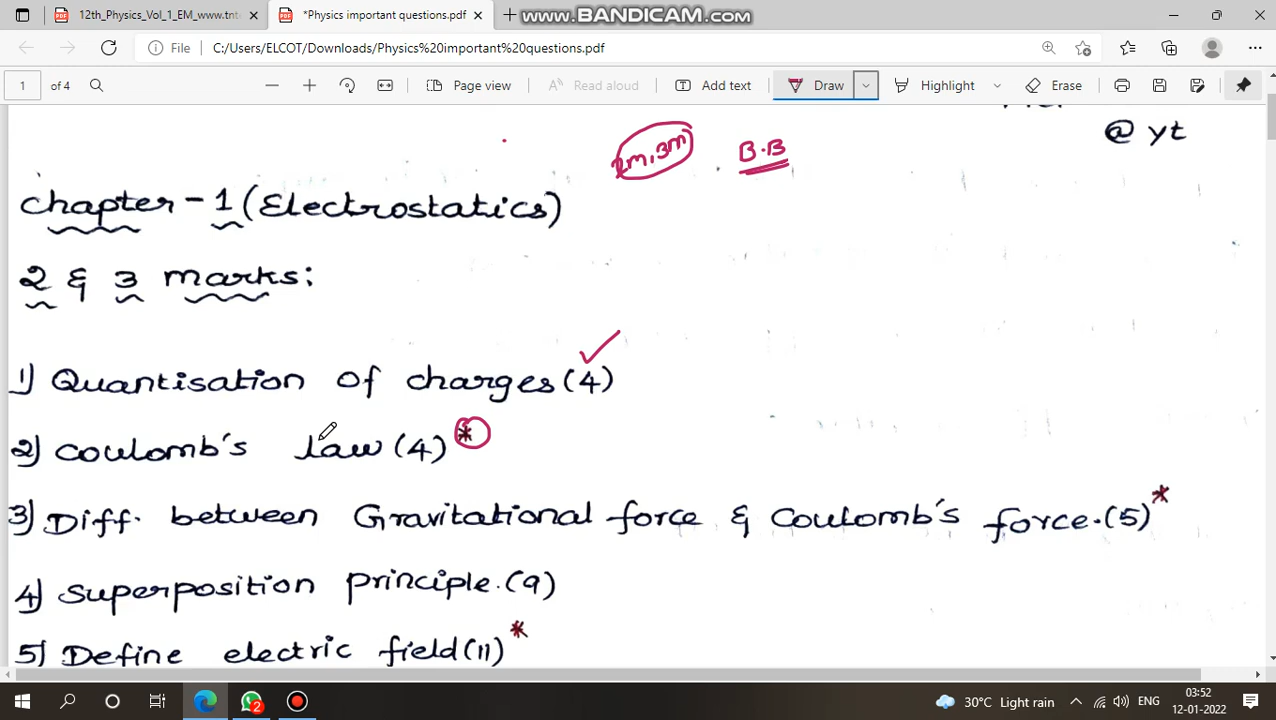 12th_Physics_Vol_1_EM_www.tnt
*Physics important questions.pdf
WWW.BANDICAM.COM
File
C:/Users/ELCOT/Downloads/Physics%20important%20questions.pdf
1 of 4
Page view
Read aloud
Add text
Draw
Highlight
Erase
@ yt
2m, 3m
B.B
chapter - 1 (Electrostatics)
2 & 3 marks:
1) Quantisation of charges (4) ✓
2) coulomb's law (4) *
3) Diff. between Gravitational force & Coulomb's force. (5) *
4) Superposition principle. (9)
5) Define electric field (11) *
2
30°C Light rain
ENG
03:52
12-01-2022